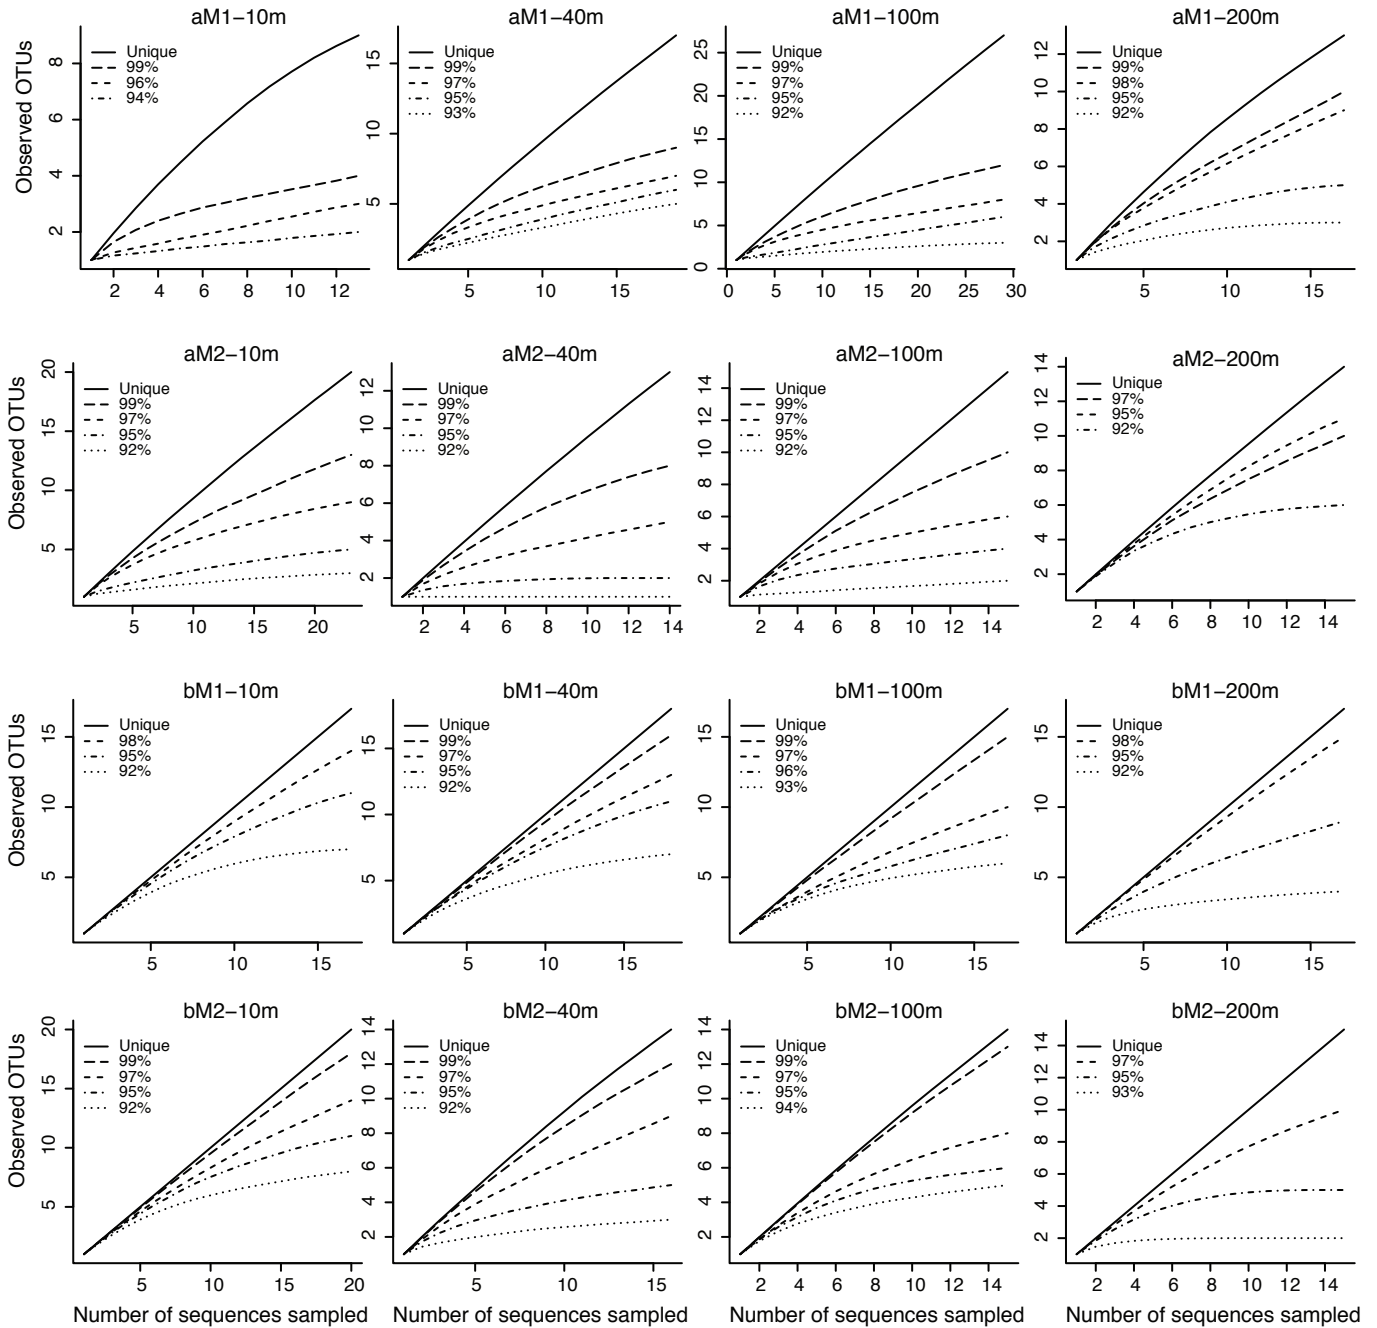 aM1−10m
Observed OTUs
Unique
99%
96%
94%
2
4
6
8
2 4 6 8 10 12
aM1−40m
Unique
99%
97%
95%
93%
5
10
15
5 10 15
aM1−100m
Unique
99%
97%
95%
92%
0
5
10
15
20
25
0 5 10 15 20 25 30
aM1−200m
Unique
99%
98%
95%
92%
2
4
6
8
10
12
5 10 15
aM2−10m
Observed OTUs
Unique
99%
97%
95%
92%
5
10
15
20
5 10 15 20
aM2−40m
Unique
99%
97%
95%
92%
2
4
6
8
10
12
2 4 6 8 10 12 14
aM2−100m
Unique
99%
97%
95%
92%
2
4
6
8
10
12
14
2 4 6 8 10 12 14
aM2−200m
Unique
97%
95%
92%
2
4
6
8
10
12
14
2 4 6 8 10 12 14
bM1−10m
Observed OTUs
Unique
98%
95%
92%
5
10
15
5 10 15
bM1−40m
Unique
99%
97%
95%
92%
5
10
15
5 10 15
bM1−100m
Unique
99%
97%
96%
93%
5
10
15
5 10 15
bM1−200m
Unique
98%
95%
92%
5
10
15
5 10 15
bM2−10m
Observed OTUs
Unique
99%
97%
95%
92%
5
10
15
20
5 10 15 20
Number of sequences sampled
bM2−40m
Unique
99%
97%
95%
92%
2
4
6
8
10
12
14
5 10 15
Number of sequences sampled
bM2−100m
Unique
99%
97%
95%
94%
2
4
6
8
10
12
14
2 4 6 8 10 12 14
Number of sequences sampled
bM2−200m
Unique
97%
95%
93%
2
4
6
8
10
12
14
2 4 6 8 10 12 14
Number of sequences sampled